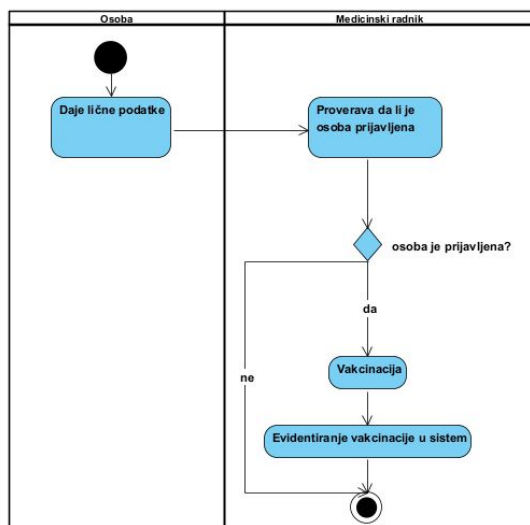 Osoba
Medicinski radnik
Daje lične podatke
Proverava da li je
osoba prijavljena
osoba je prijavljena?
da
ne
Vakcinacija
Evidentiranje vakcinacije u sistem